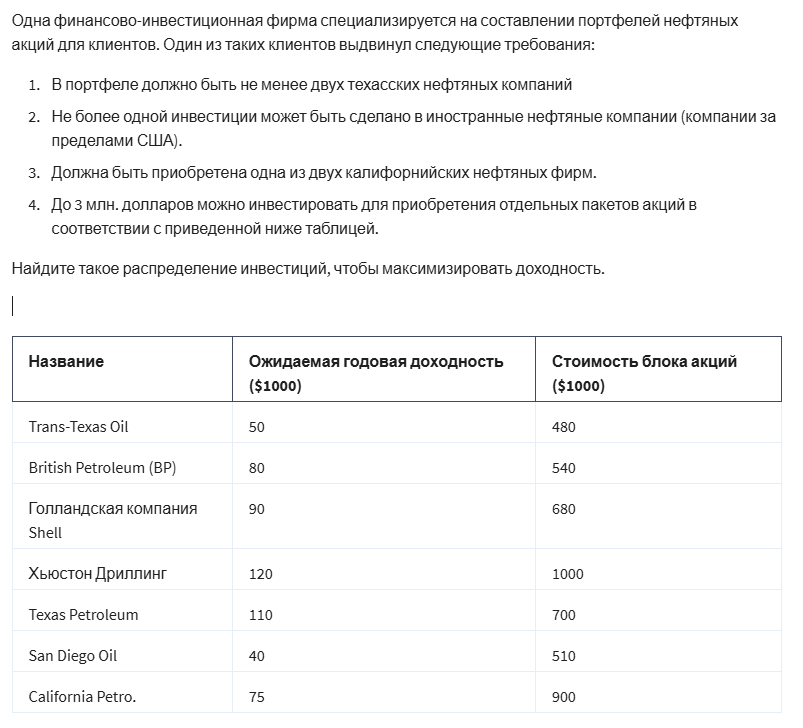 Одна финансово-инвестиционная фирма специализируется на составлении портфелей нефтяных
акций для клиентов. Один из таких клиентов выдвинул следующие требования:
1. В портфеле должно быть не менее двух техасских нефтяных компаний
2. Не более одной инвестиции может быть сделано в иностранные нефтяные компании (компании за
пределами США).
3. Должна быть приобретена одна из двух калифорнийских нефтяных фирм.
4. До 3 млн. долларов можно инвестировать для приобретения отдельных пакетов акций в
соответствии с приведенной ниже таблицей.
Найдите такое распределение инвестиций, чтобы максимизировать доходность.
Название Ожидаемая годовая доходность Стоимость блока акций
($1000) ($1000)
Trans-Texas Oil 50 480
British Petroleum (BP) 80 540
Голландская компания 90 680
Shell
Хьюстон Дриллинг 120 1000
Texas Petroleum 110 700
San Diego Oil 40 510
California Petro. 75 900